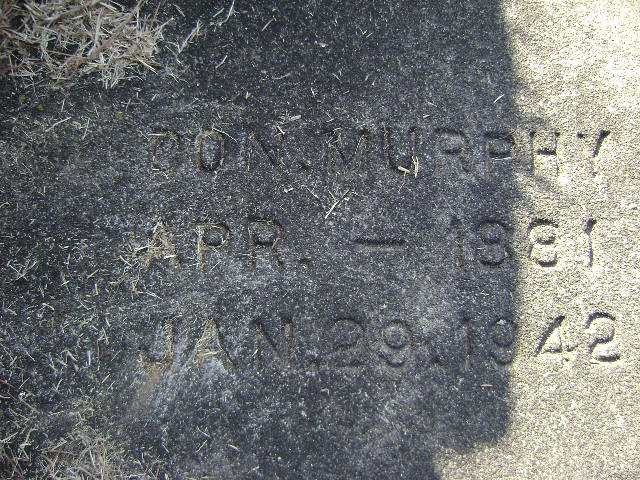 CON. MURPHY
APR. — 1881
JAN. 29. 1942